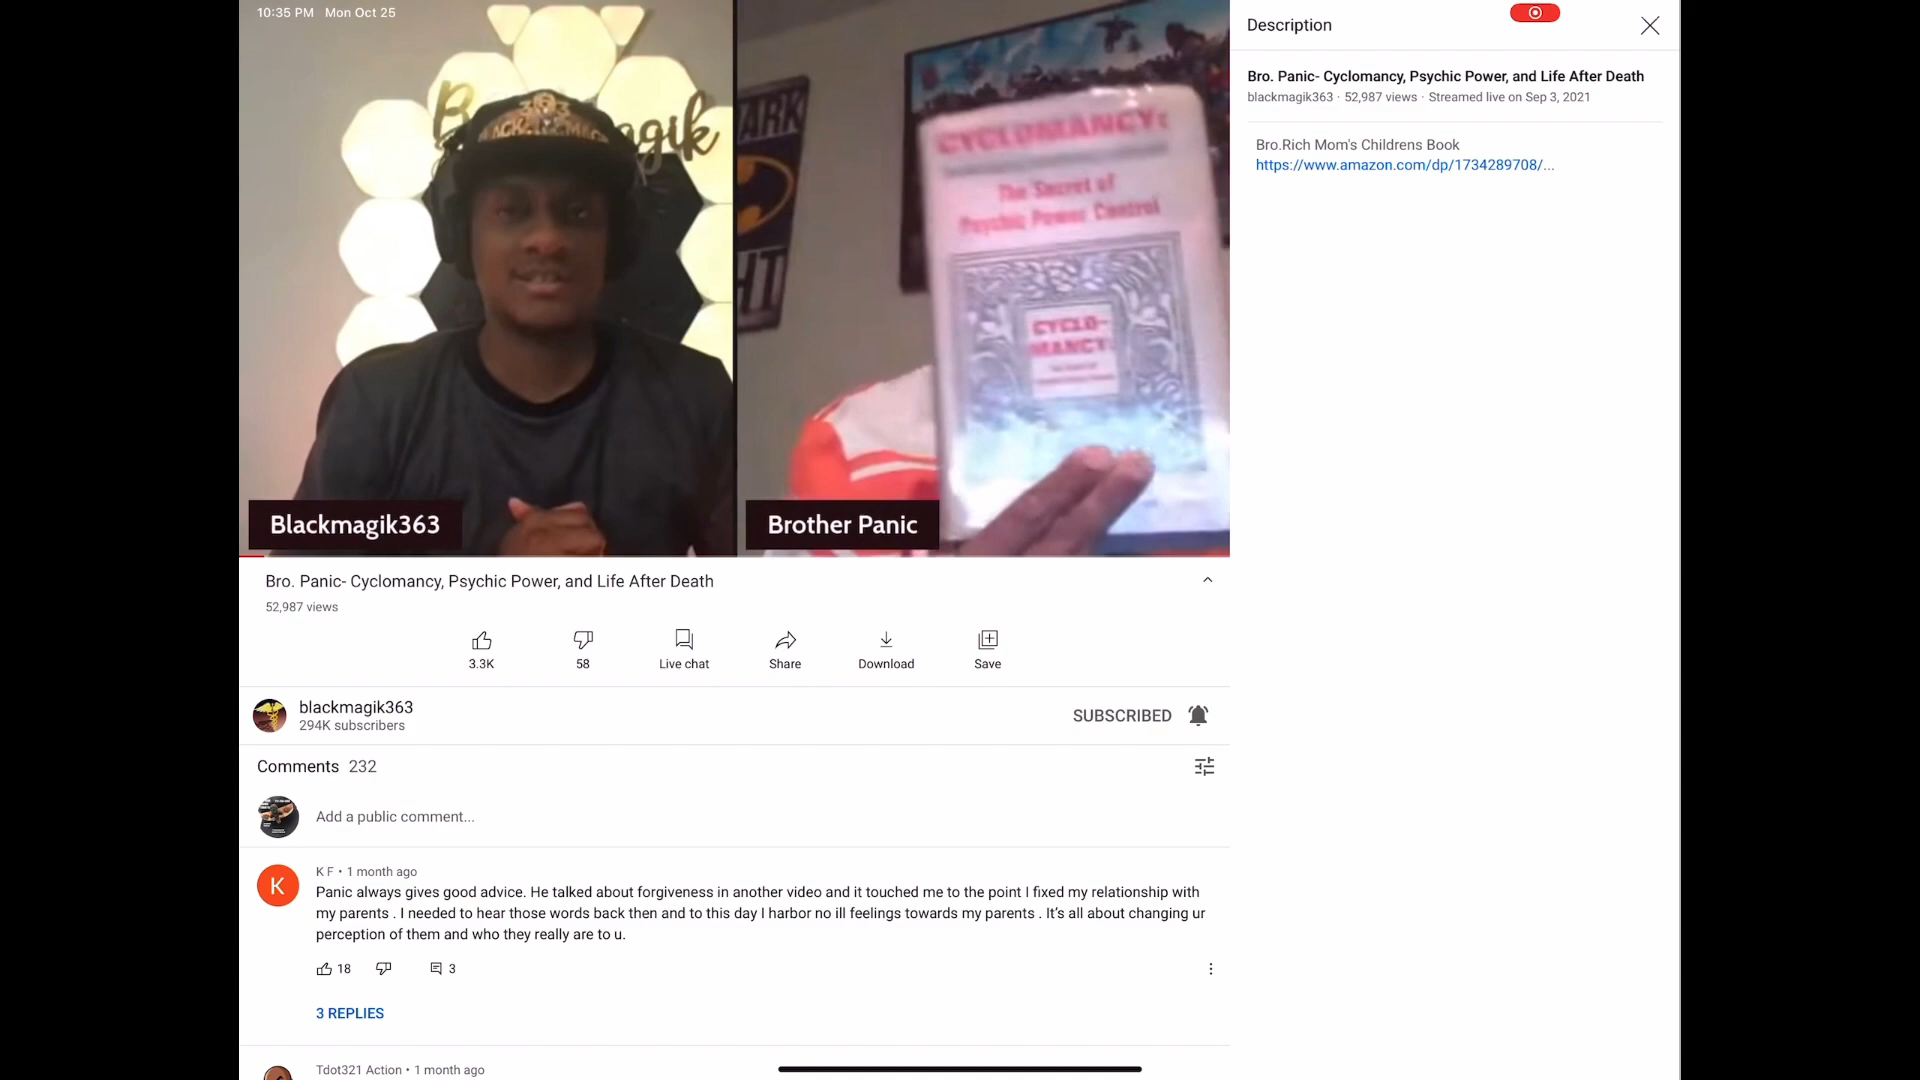 10:35 PM Mon Oct 25
CYCLOMANCY:
The Secret of
Psychic Power Control
CYCLO-
MANCY:
Blackmagik363
Brother Panic
Bro. Panic- Cyclomancy, Psychic Power, and Life After Death
52,987 views
3.3K
58
Live chat
Share
Download
Save
blackmagik363
294K subscribers
SUBSCRIBED
Comments 232
Add a public comment...
K
K F • 1 month ago
Panic always gives good advice. He talked about forgiveness in another video and it touched me to the point I fixed my relationship with
my parents . I needed to hear those words back then and to this day I harbor no ill feelings towards my parents . It's all about changing ur
perception of them and who they really are to u.
18
3
3 REPLIES
Tdot321 Action • 1 month ago
Description
Bro. Panic- Cyclomancy, Psychic Power, and Life After Death
blackmagik363 · 52,987 views · Streamed live on Sep 3, 2021
Bro.Rich Mom's Childrens Book
https://www.amazon.com/dp/1734289708/...